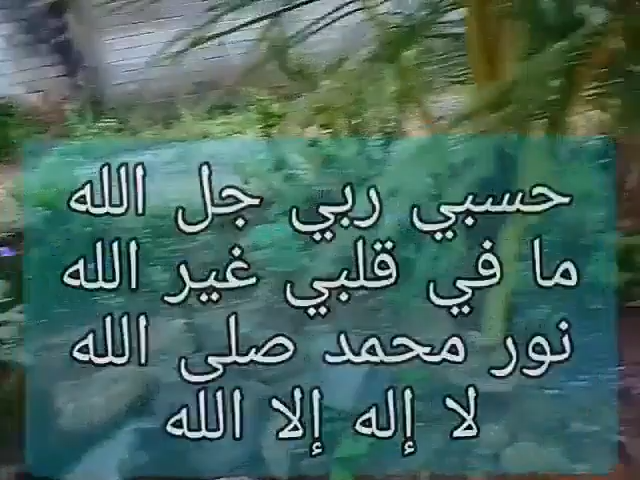 حسبي ربي جل الله
ما في قلبي غير الله
نور محمد صلى الله
لا إله إلا الله